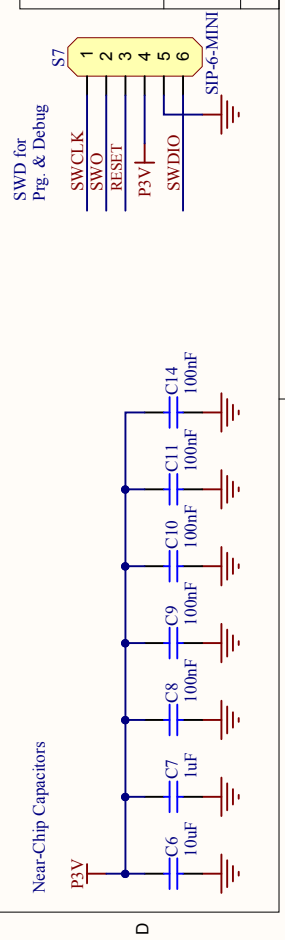 Near-Chip Capacitors
P3V
C6
10uF
C7
1uF
C8
100nF
C9
100nF
C10
100nF
C11
100nF
C14
100nF
SWD for
Prg. & Debug
S7
SWCLK 1
SWO 2
RESET 3
P3V 4
5
SWDIO 6
SIP-6-MINI
D